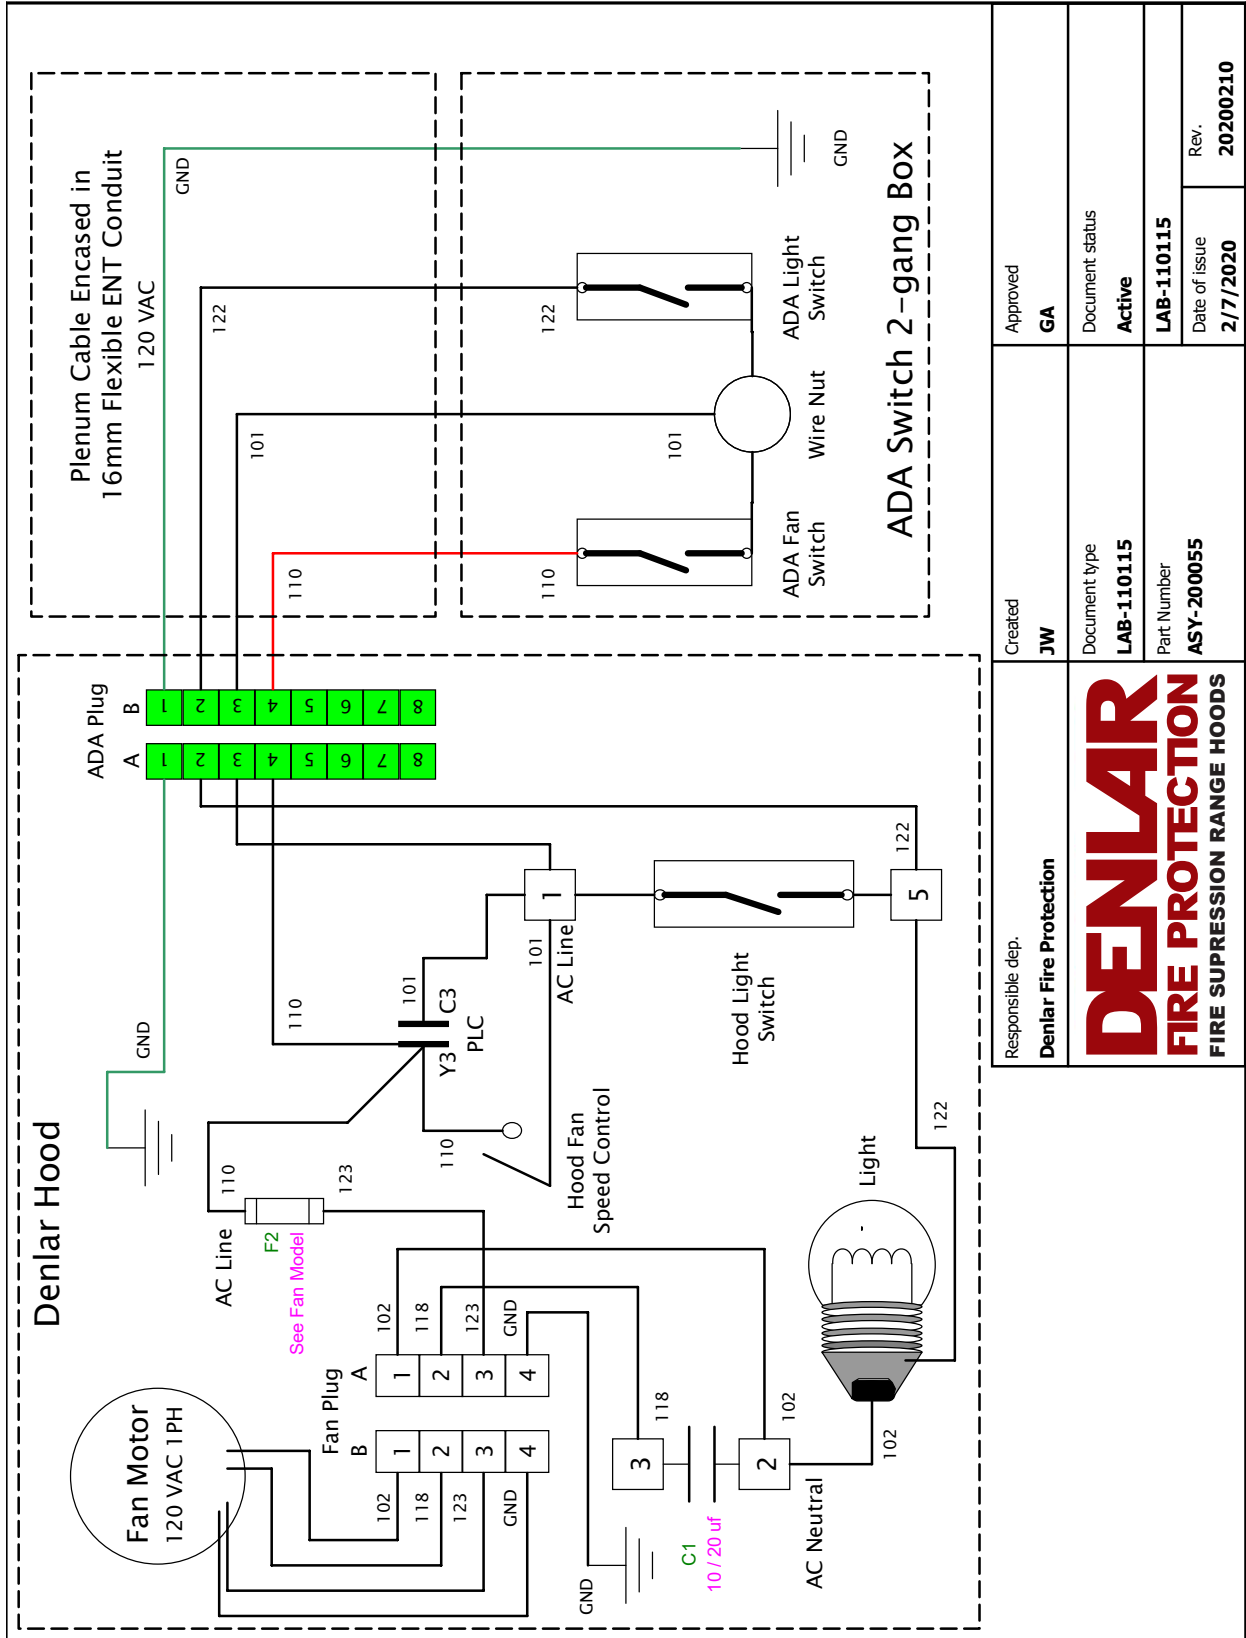 Denlar Hood
Fan Motor
120 VAC 1PH
AC Line
110
F2
See Fan Model
123
GND
ADA Plug
A
B
1
2
3
4
5
6
7
8
1
2
3
4
5
6
7
8
Fan Plug
B
A
1
2
3
4
1
2
3
4
102
118
123
GND
102
118
123
GND
110
Y3
C3
PLC
101
110
Hood Fan
Speed Control
1
101
AC Line
Hood Light
Switch
5
122
122
Light
GND
C1
10 / 20 uf
3
118
2
102
AC Neutral
102
Plenum Cable Encased in
16mm Flexible ENT Conduit
120 VAC
GND
122
101
110
110
101
122
ADA Fan
Switch
Wire Nut
ADA Light
Switch
GND
ADA Switch 2-gang Box
Responsible dep.
Denlar Fire Protection
Created
JW
Approved
GA
DENLAR
FIRE PROTECTION
FIRE SUPRESSION RANGE HOODS
Document type
LAB-110115
Document status
Active
Part Number
ASY-200055
LAB-110115
Date of issue
2/7/2020
Rev.
20200210